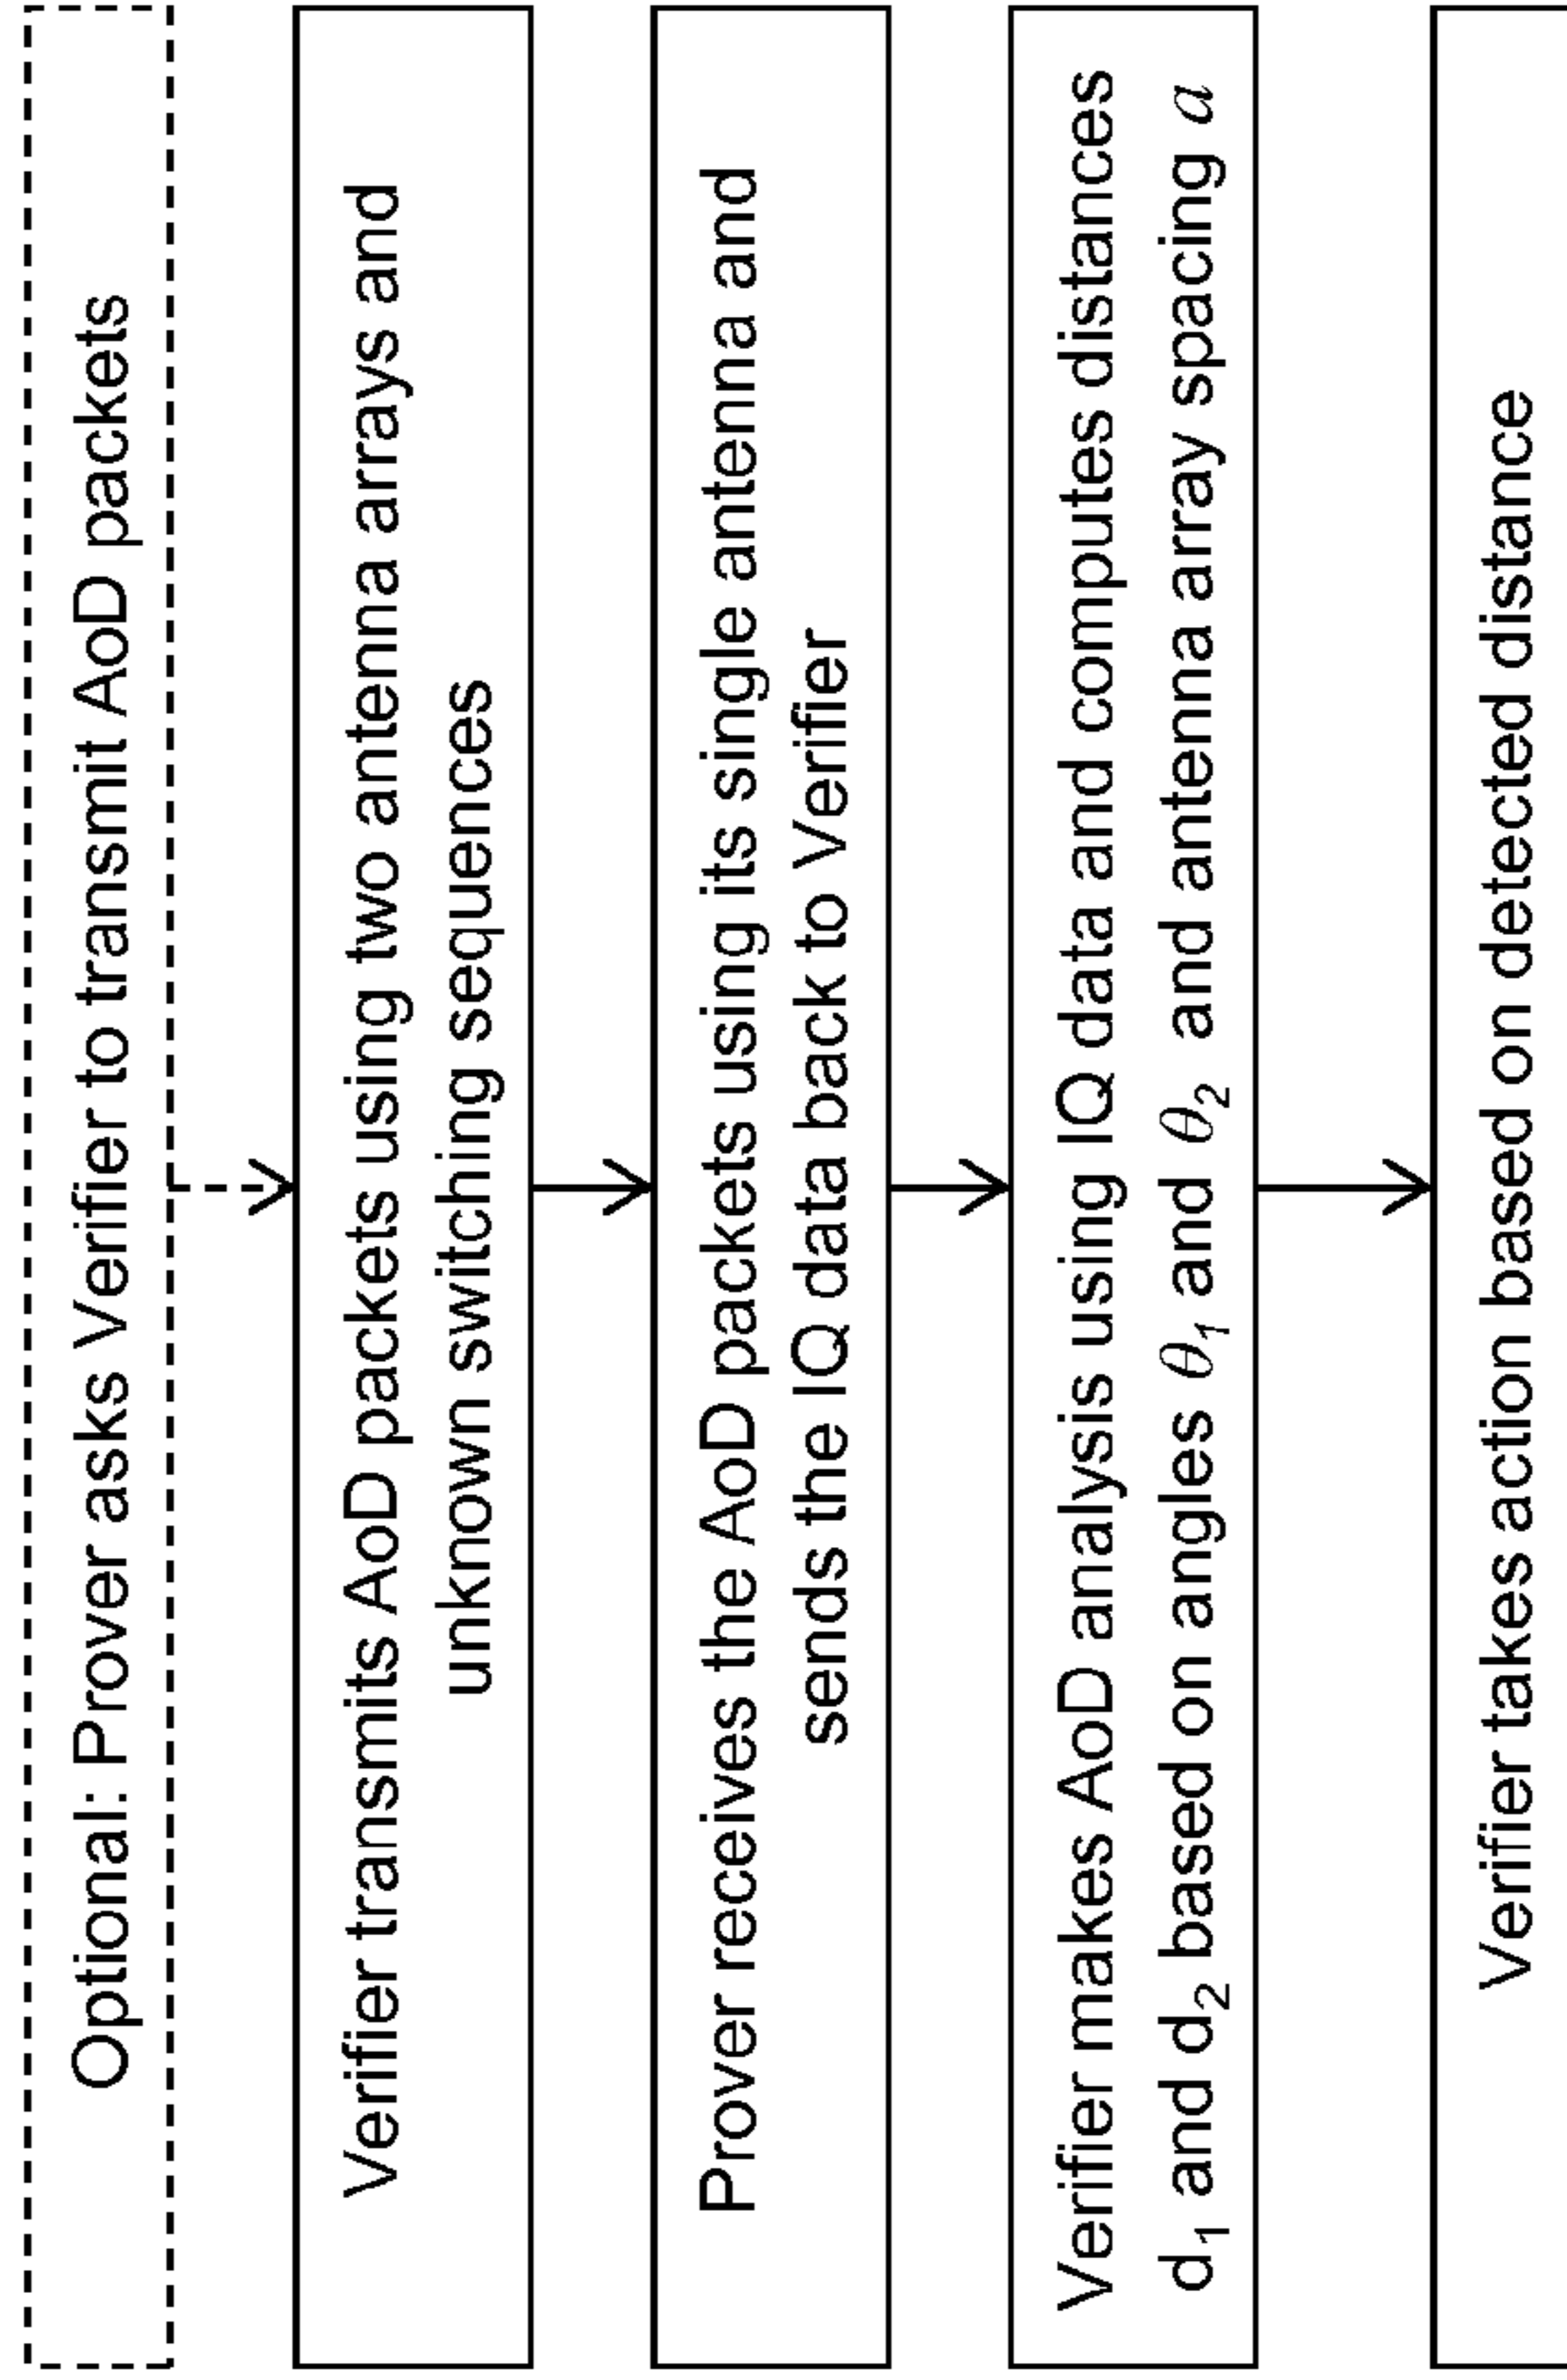 Optional: Prover asks Verifier to transmit AoD packets
Verifier transmits AoD packets using two antenna arrays and
unknown switching sequences
Prover receives the AoD packets using its single antenna and
sends the IQ data back to Verifier
Verifier makes AoD analysis using IQ data and computes distances
d₁ and d₂ based on angles θ₁ and θ₂ and antenna array spacing a
Verifier takes action based on detected distance